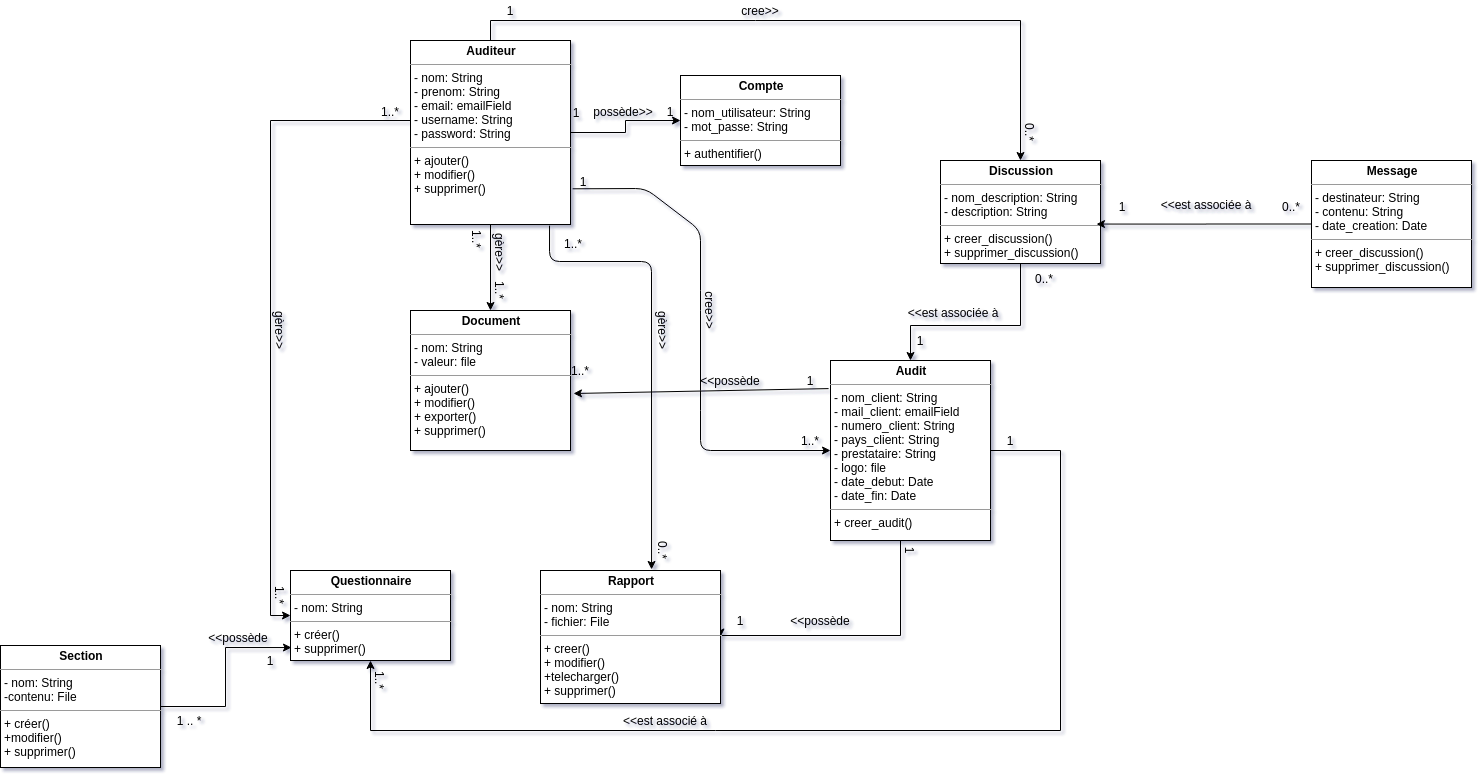 1
cree>>
Auditeur
- nom: String
- prenom: String
- email: emailField
- username: String
- password: String
+ ajouter()
+ modifier()
+ supprimer()
1..*
1
possède>>
1
Compte
- nom_utilisateur: String
- mot_passe: String
+ authentifier()
0..*
Discussion
- nom_description: String
- description: String
+ creer_discussion()
+ supprimer_discussion()
1
<<est associée à
0..*
Message
- destinateur: String
- contenu: String
- date_creation: Date
+ creer_discussion()
+ supprimer_discussion()
1
1..*
gère>>
1..*
1..*
gère>>
cree>>
gère>>
0..*
<<est associée à
1
Document
- nom: String
- valeur: file
+ ajouter()
+ modifier()
+ exporter()
+ supprimer()
1..*
<<possède
1
1..*
Audit
- nom_client: String
- mail_client: emailField
- numero_client: String
- pays_client: String
- prestataire: String
- logo: file
- date_debut: Date
- date_fin: Date
+ creer_audit()
1
1
0..*
1..*
Questionnaire
- nom: String
+ créer()
+ supprimer()
Rapport
- nom: String
- fichier: File
+ creer()
+ modifier()
+telecharger()
+ supprimer()
1
<<possède
<<possède
1
Section
- nom: String
-contenu: File
+ créer()
+modifier()
+ supprimer()
1 .. *
1..*
<<est associé à